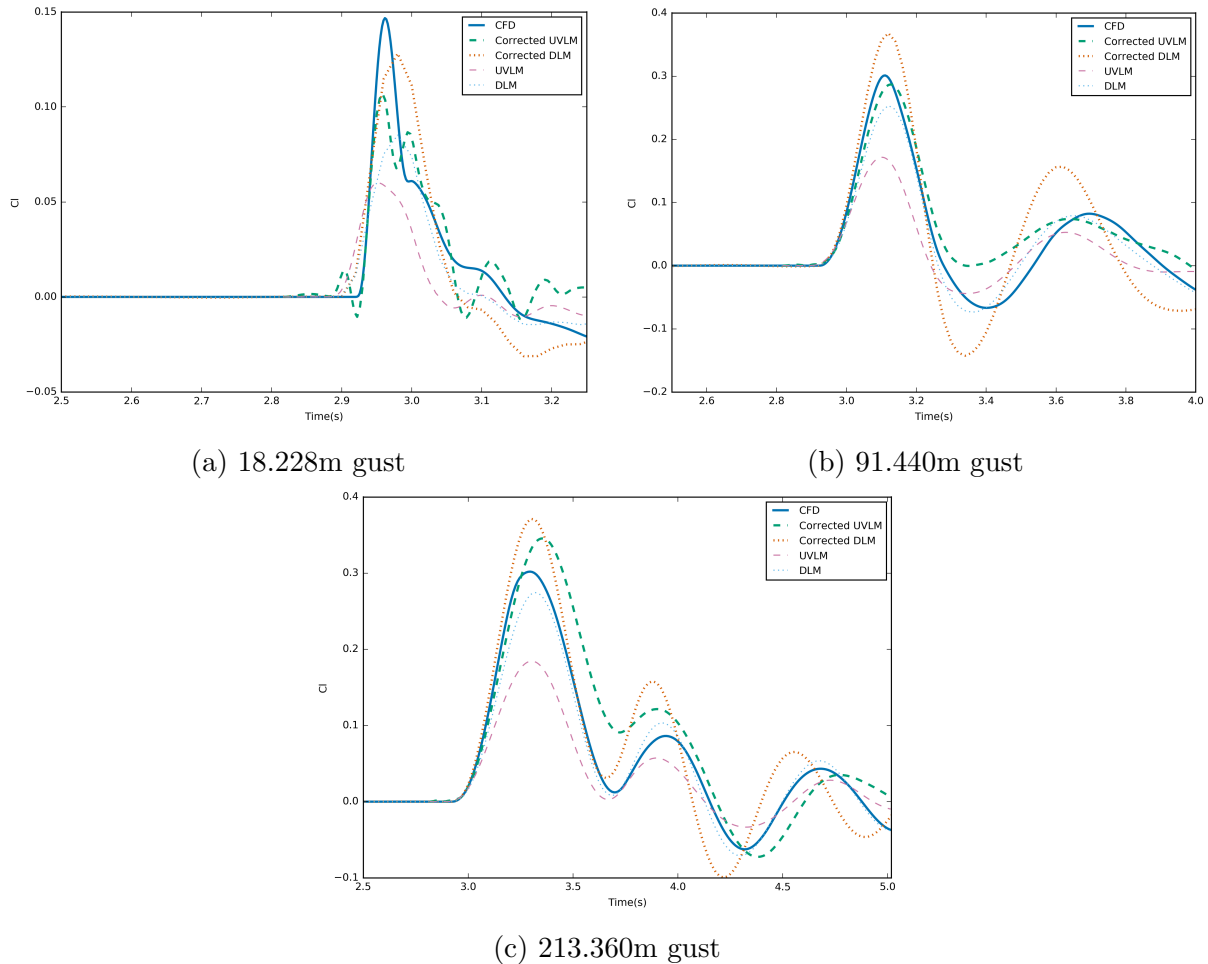 0.15
0.10
0.05
0.00
−0.05
Cl
2.5 2.6 2.7 2.8 2.9 3.0 3.1 3.2
Time(s)
CFD
Corrected UVLM
Corrected DLM
UVLM
DLM
(a) 18.228m gust
0.4
0.3
0.2
0.1
0.0
−0.1
−0.2
Cl
2.6 2.8 3.0 3.2 3.4 3.6 3.8 4.0
Time(s)
CFD
Corrected UVLM
Corrected DLM
UVLM
DLM
(b) 91.440m gust
0.4
0.3
0.2
0.1
0.0
−0.1
Cl
2.5 3.0 3.5 4.0 4.5 5.0
Time(s)
CFD
Corrected UVLM
Corrected DLM
UVLM
DLM
(c) 213.360m gust